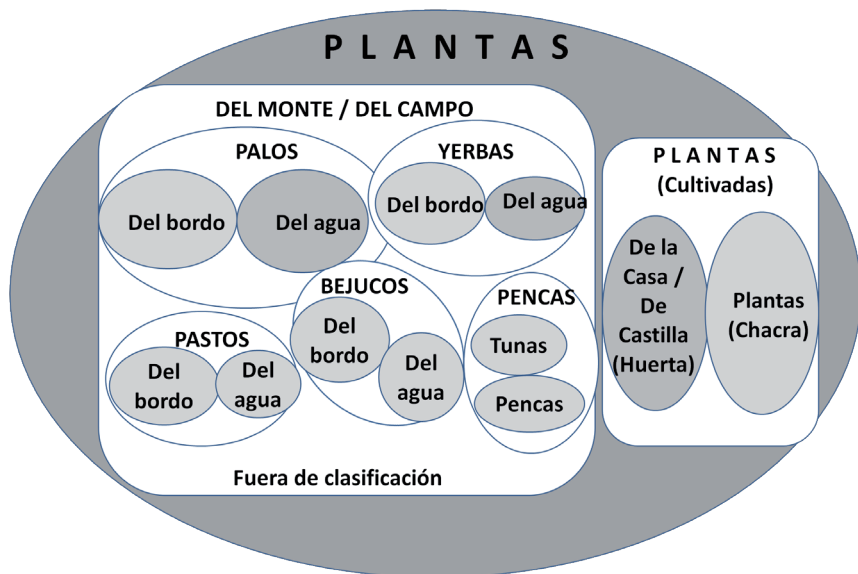 P L A N T A S
DEL MONTE / DEL CAMPO
PALOS
Del bordo
Del agua
YERBAS
Del bordo
Del agua
BEJUCOS
Del
bordo
Del
agua
PENCAS
Tunas
Pencas
PASTOS
Del
bordo
Del
agua
Fuera de clasificación
P L A N T A S
(Cultivadas)
De la
Casa /
De
Castilla
(Huerta)
Plantas
(Chacra)